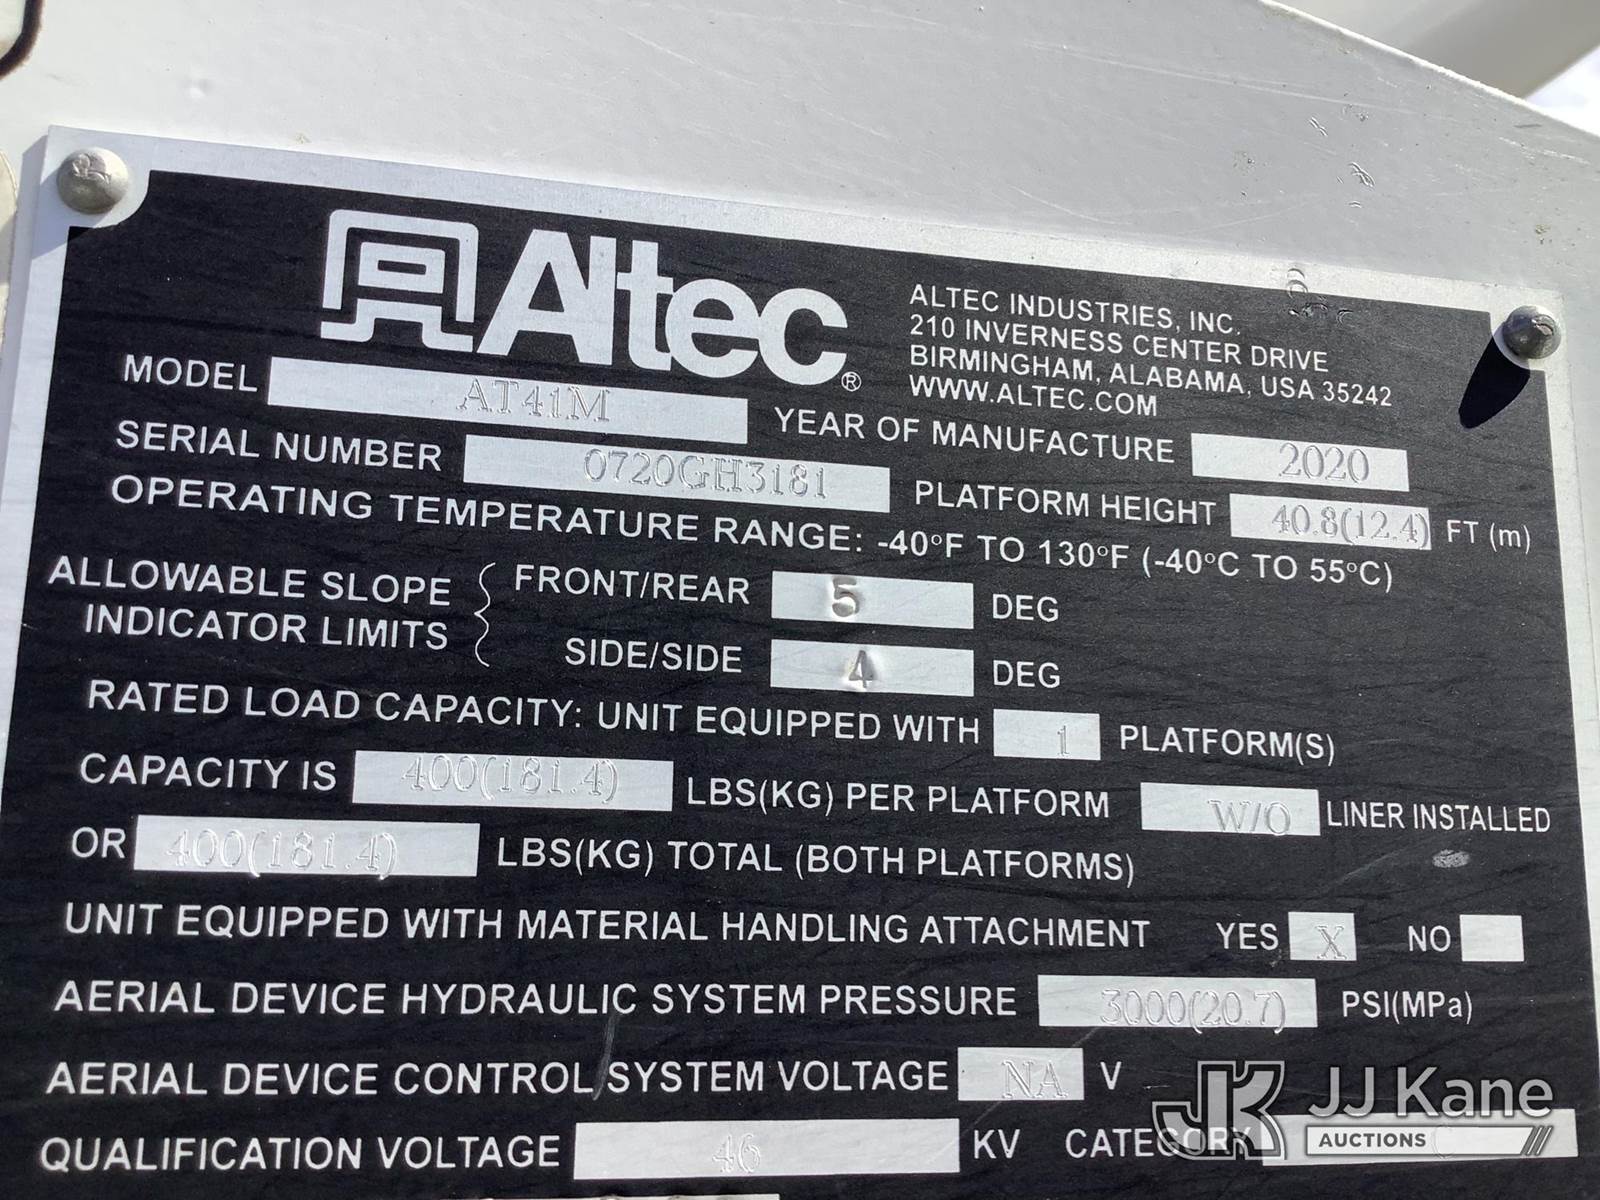 Altec®
ALTEC INDUSTRIES, INC.
210 INVERNESS CENTER DRIVE
BIRMINGHAM, ALABAMA, USA 35242
WWW.ALTEC.COM
MODEL AT41M
YEAR OF MANUFACTURE 2020
SERIAL NUMBER 0720GH3181
PLATFORM HEIGHT 40.8(12.4) FT (m)
OPERATING TEMPERATURE RANGE: -40°F TO 130°F (-40°C TO 55°C)
ALLOWABLE SLOPE INDICATOR LIMITS { FRONT/REAR 5 DEG
SIDE/SIDE 4 DEG
RATED LOAD CAPACITY: UNIT EQUIPPED WITH 1 PLATFORM(S)
CAPACITY IS 400(181.4) LBS(KG) PER PLATFORM W/O LINER INSTALLED
OR 400(181.4) LBS(KG) TOTAL (BOTH PLATFORMS)
UNIT EQUIPPED WITH MATERIAL HANDLING ATTACHMENT YES X NO
AERIAL DEVICE HYDRAULIC SYSTEM PRESSURE 3000(20.7) PSI(MPa)
AERIAL DEVICE CONTROL SYSTEM VOLTAGE NA V
QUALIFICATION VOLTAGE 46 KV CATEGORY
JK JJ Kane
AUCTIONS